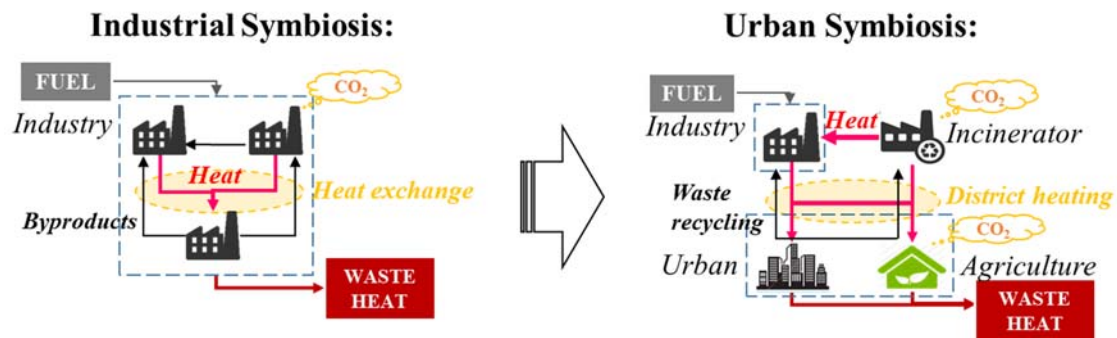 Industrial Symbiosis:
FUEL
CO₂
Industry
Heat
Heat exchange
Byproducts
WASTE
HEAT
Urban Symbiosis:
FUEL
CO₂
Industry
Heat
Incinerator
Waste
recycling
District heating
CO₂
Urban
Agriculture
WASTE
HEAT